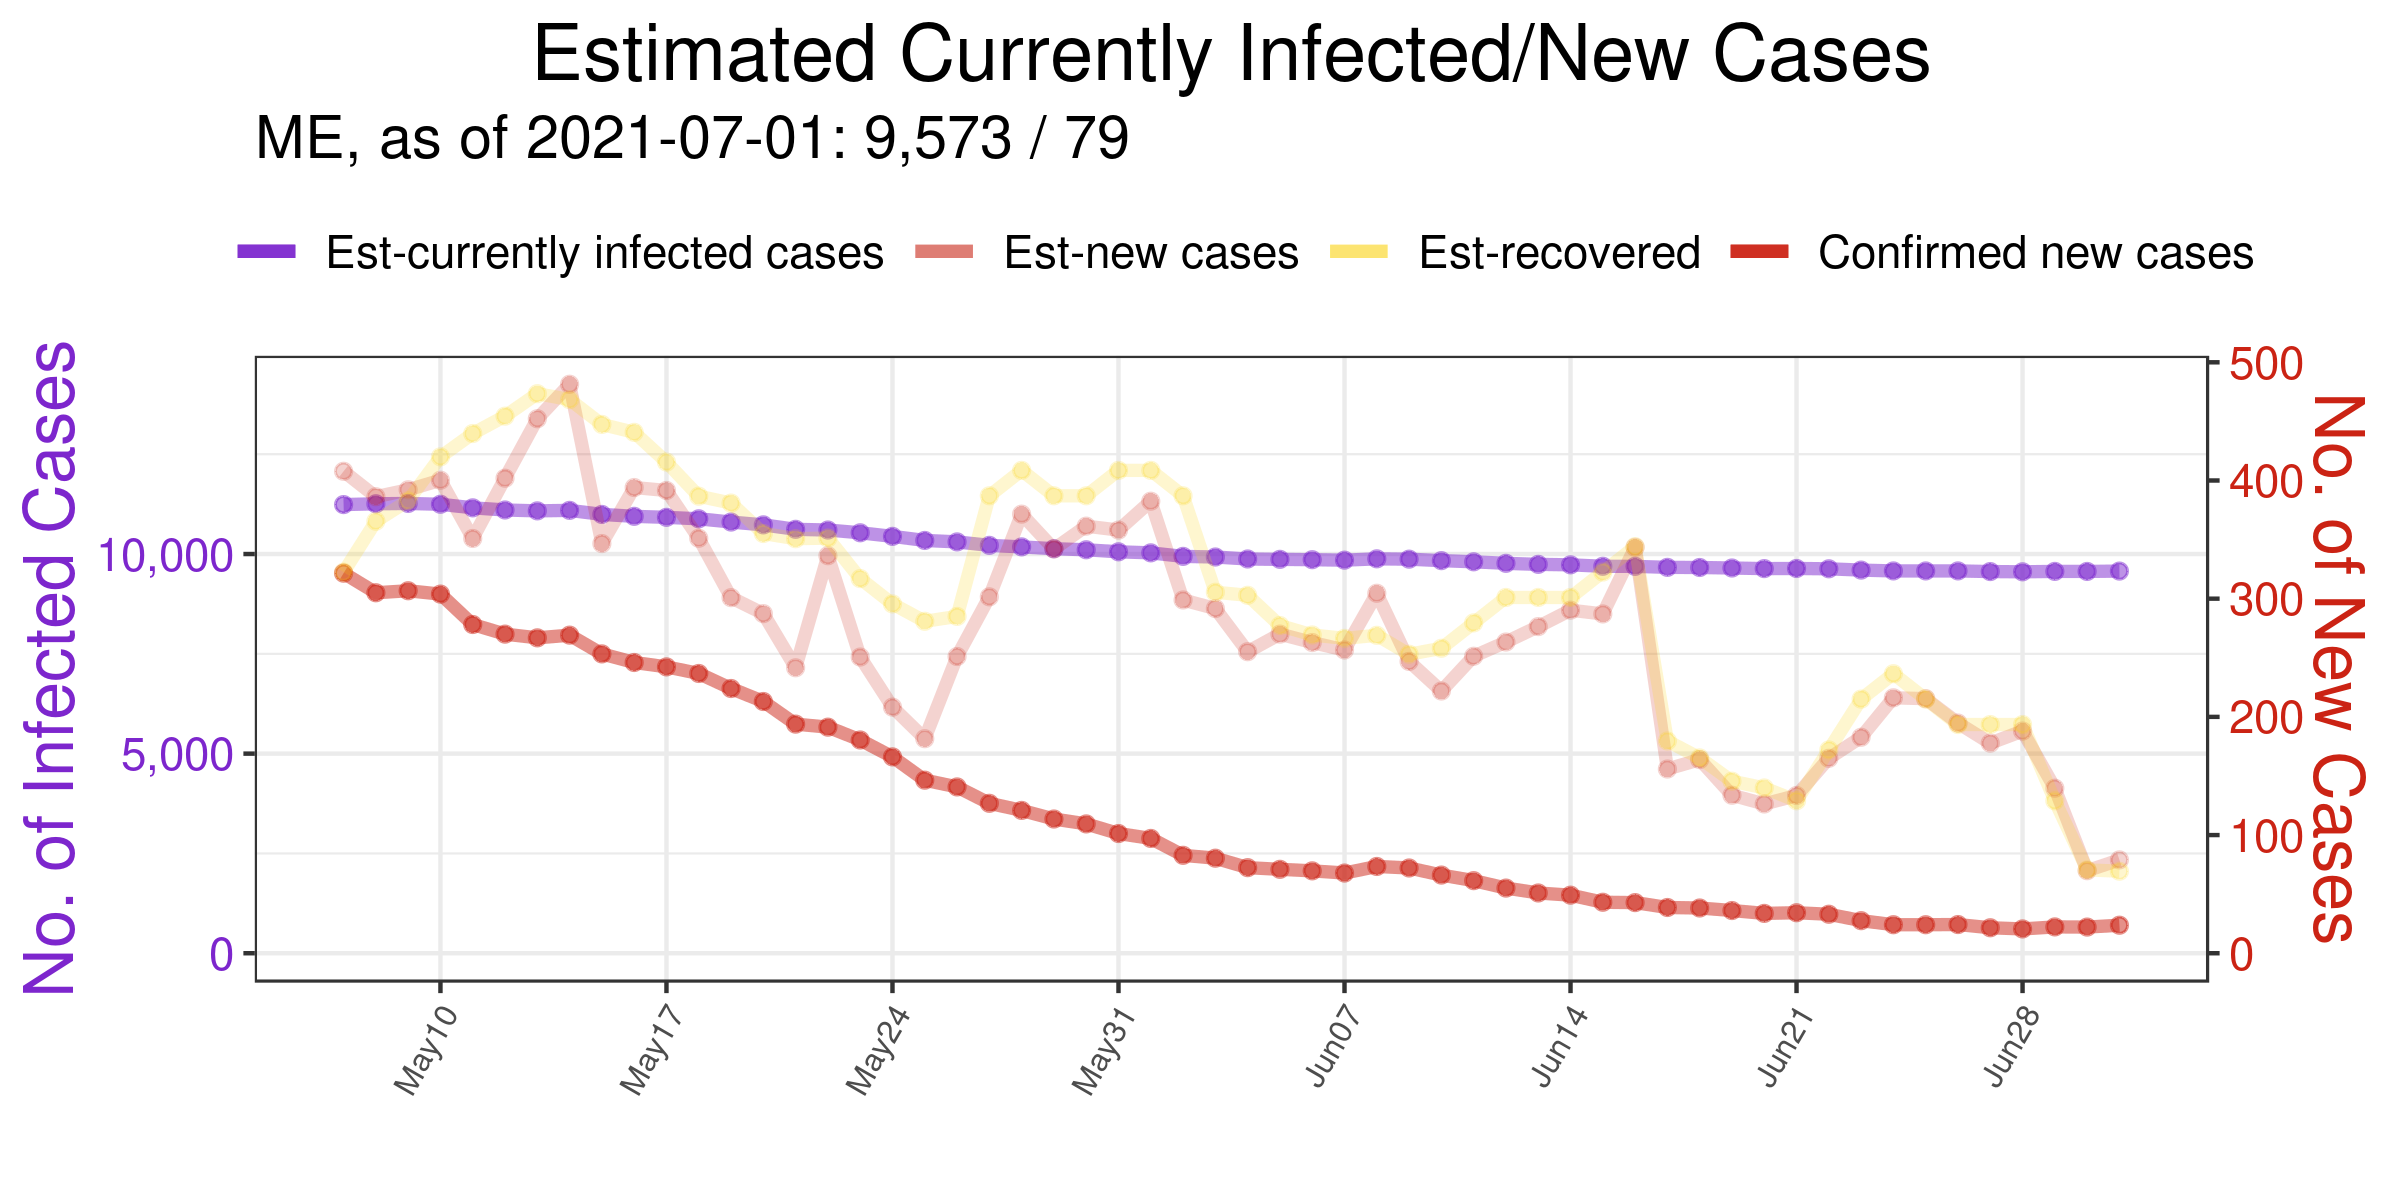 Estimated Currently Infected/New Cases
ME, as of 2021-07-01: 9,573 / 79
Est-currently infected cases Est-new cases Est-recovered Confirmed new cases
No. of Infected Cases
10,000
5,000
0
500
400
300
200
100
0
No. of New Cases
May10 May17 May24 May31 Jun07 Jun14 Jun21 Jun28